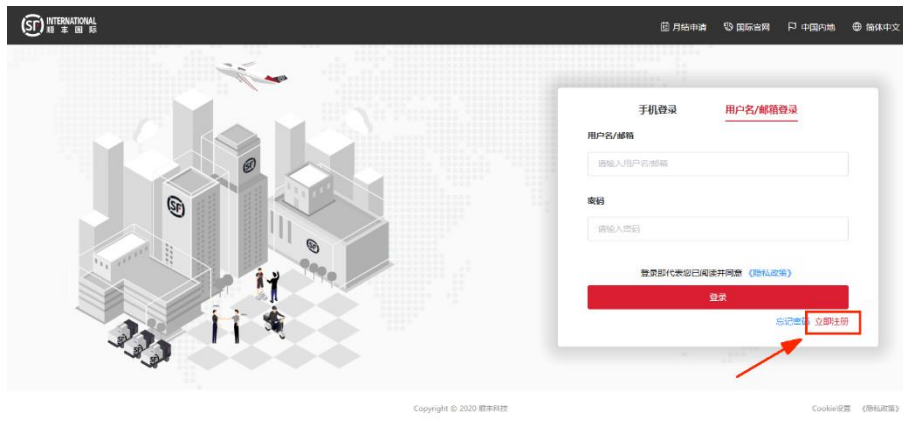 SF INTERNATIONAL
顺丰国际
月结申请 国际官网 中国内地 简体中文
手机登录 用户名/邮箱登录
用户名/邮箱
请输入用户名/邮箱
密码
请输入密码
登录即代表您已阅读并同意《隐私政策》
登录
忘记密码 立即注册
SF
SF
SF
Copyright © 2020 顺丰科技 Cookie设置 《隐私政策》